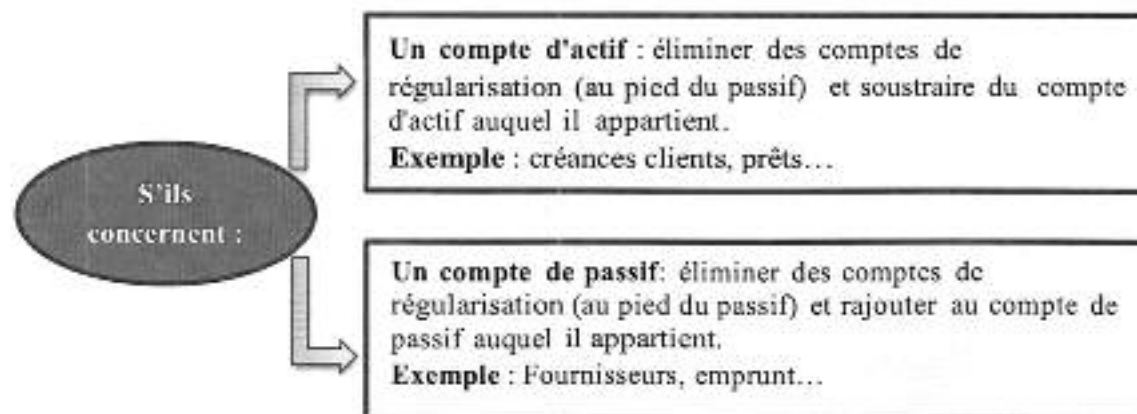 S'ils
concernent :
Un compte d'actif : éliminer des comptes de
régularisation (au pied du passif) et soustraire du compte
d'actif auquel il appartient.
Exemple : créances clients, prêts…
Un compte de passif: éliminer des comptes de
régularisation (au pied du passif) et rajouter au compte de
passif auquel il appartient.
Exemple : Fournisseurs, emprunt…